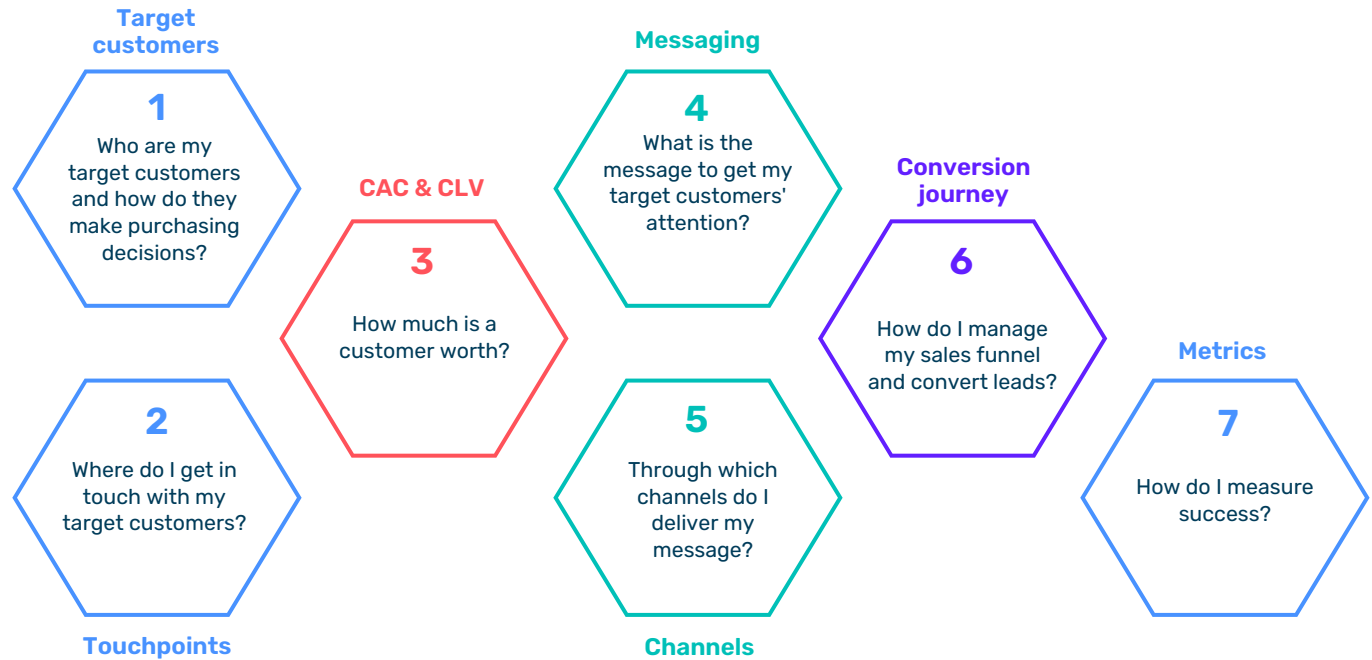 Target
customers
1
Who are my
target customers
and how do they
make purchasing
decisions?
2
Where do I get in
touch with my
target customers?
Touchpoints
CAC & CLV
3
How much is a
customer worth?
Messaging
4
What is the
message to get my
target customers'
attention?
5
Through which
channels do I
deliver my
message?
Channels
Conversion
journey
6
How do I manage
my sales funnel
and convert leads?
Metrics
7
How do I measure
success?